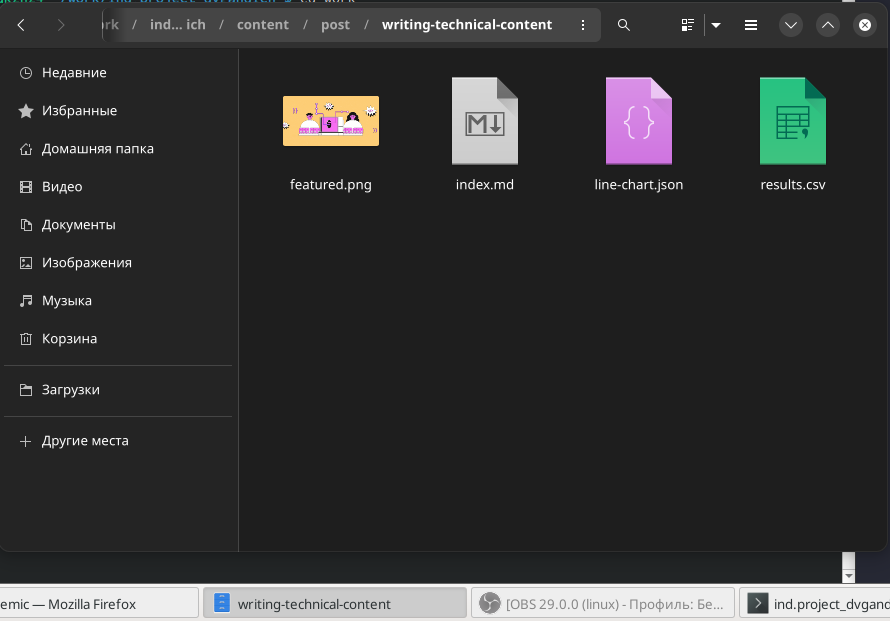 rk / ind... ich / content / post / writing-technical-content
Недавние
Избранные
Домашняя папка
Видео
Документы
Изображения
Музыка
Корзина
Загрузки
Другие места
featured.png
index.md
line-chart.json
results.csv
emic — Mozilla Firefox
writing-technical-content
[OBS 29.0.0 (linux) - Профиль: Бе...
ind.project_dvgand